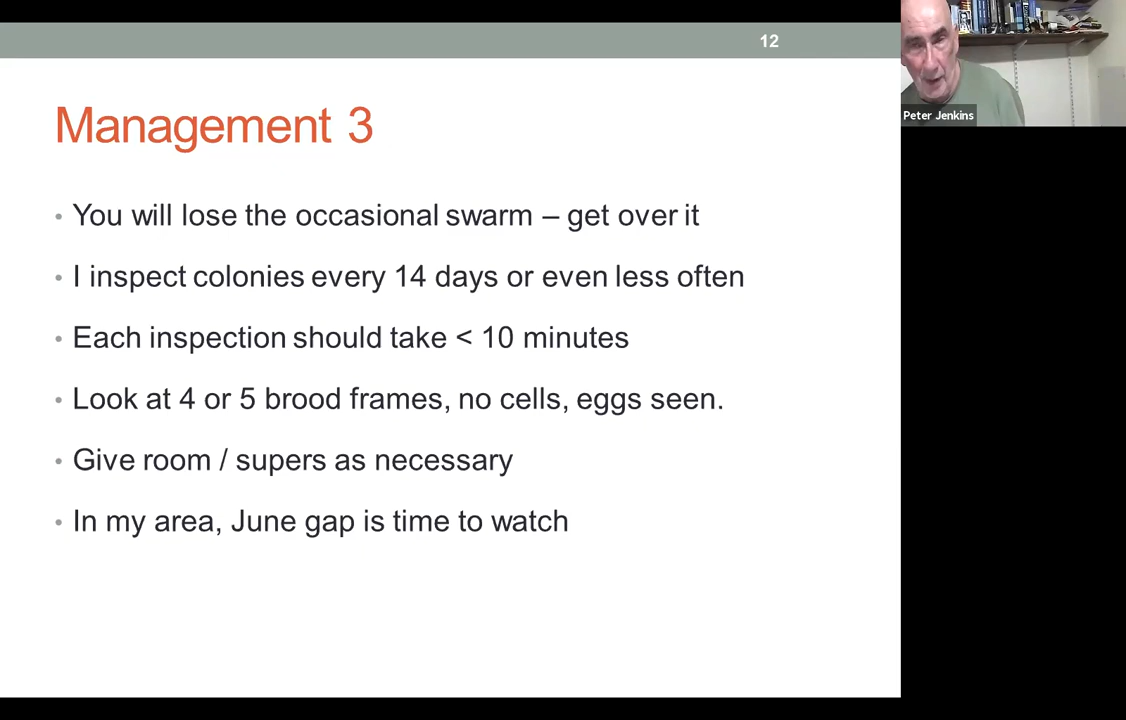 12
Peter Jenkins
Management 3
• You will lose the occasional swarm – get over it
• I inspect colonies every 14 days or even less often
• Each inspection should take < 10 minutes
• Look at 4 or 5 brood frames, no cells, eggs seen.
• Give room / supers as necessary
• In my area, June gap is time to watch